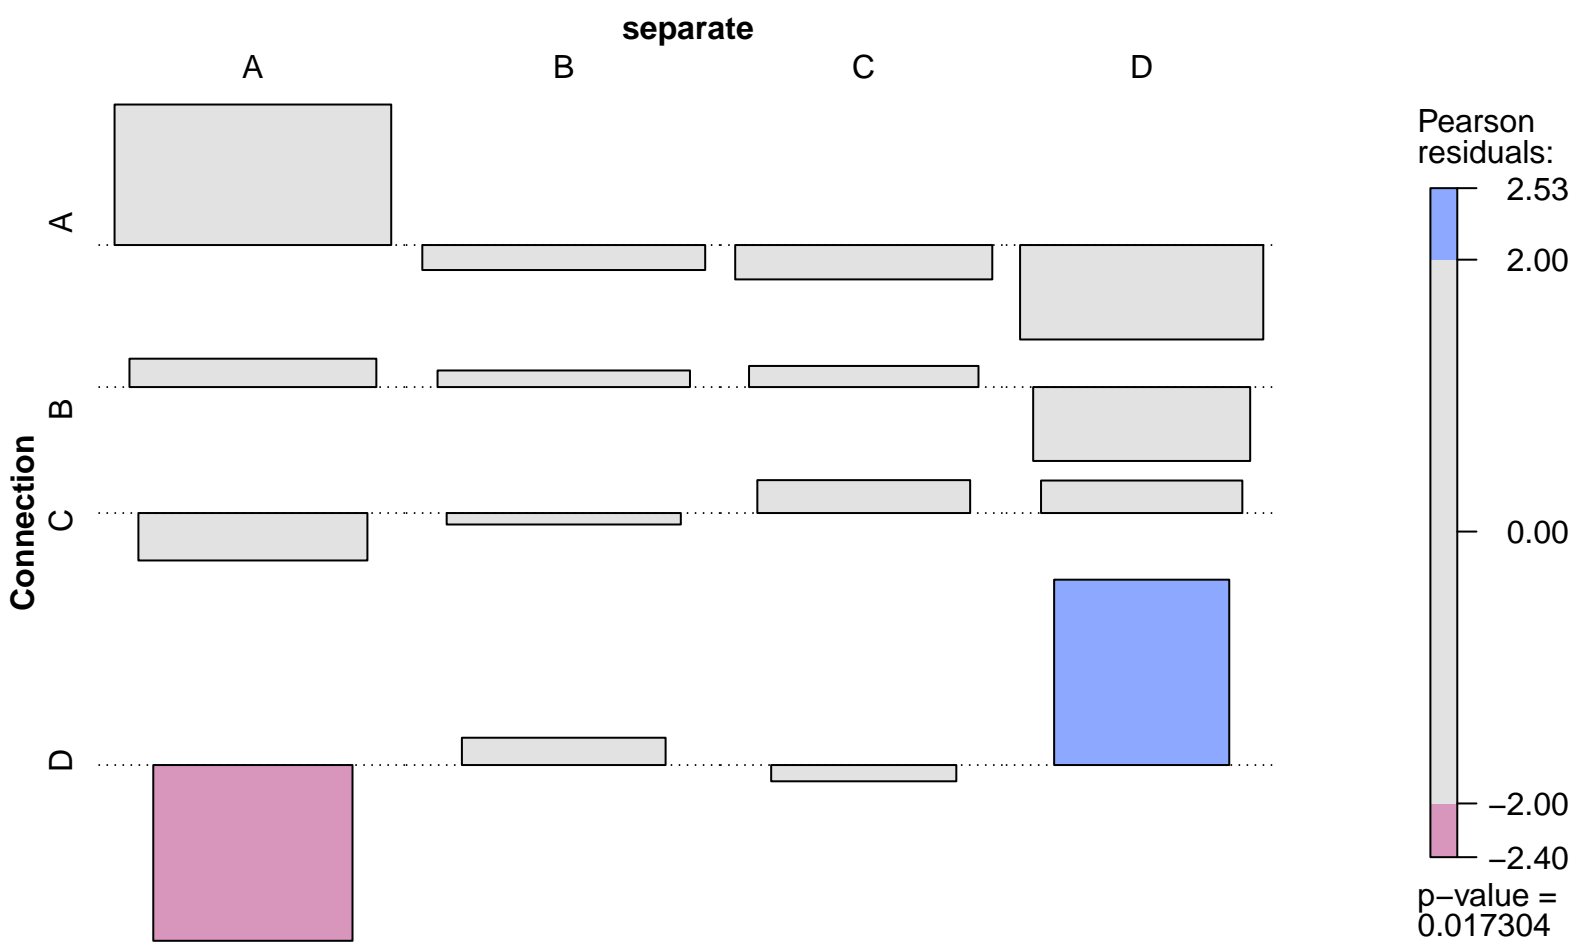 separate
A B C D
Connection
A
B
C
D
Pearson
residuals:
2.53
2.00
0.00
−2.00
−2.40
p−value =
0.017304